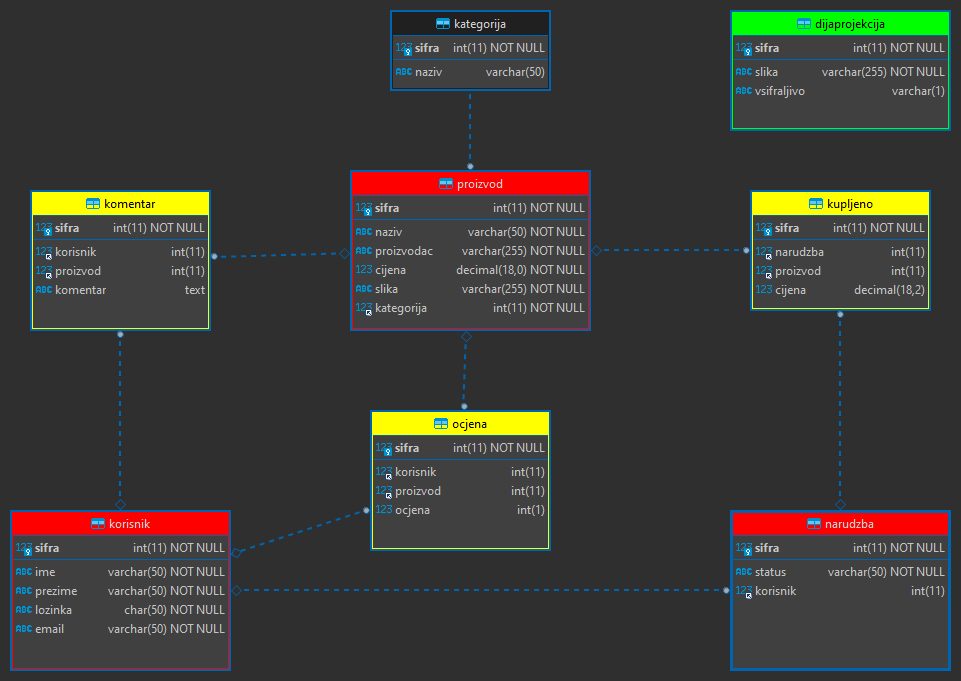 kategorija
123 sifra int(11) NOT NULL
ABC naziv varchar(50)
dijaprojekcija
123 sifra int(11) NOT NULL
ABC slika varchar(255) NOT NULL
ABC vsifraljivo varchar(1)
proizvod
123 sifra int(11) NOT NULL
ABC naziv varchar(50) NOT NULL
ABC proizvodac varchar(255) NOT NULL
123 cijena decimal(18,0) NOT NULL
ABC slika varchar(255) NOT NULL
123 kategorija int(11) NOT NULL
komentar
123 sifra int(11) NOT NULL
123 korisnik int(11)
123 proizvod int(11)
ABC komentar text
kupljeno
123 sifra int(11) NOT NULL
123 narudzba int(11)
123 proizvod int(11)
123 cijena decimal(18,2)
ocjena
123 sifra int(11) NOT NULL
123 korisnik int(11)
123 proizvod int(11)
123 ocjena int(1)
korisnik
123 sifra int(11) NOT NULL
ABC ime varchar(50) NOT NULL
ABC prezime varchar(50) NOT NULL
ABC lozinka char(50) NOT NULL
ABC email varchar(50) NOT NULL
narudzba
123 sifra int(11) NOT NULL
ABC status varchar(50) NOT NULL
123 korisnik int(11)